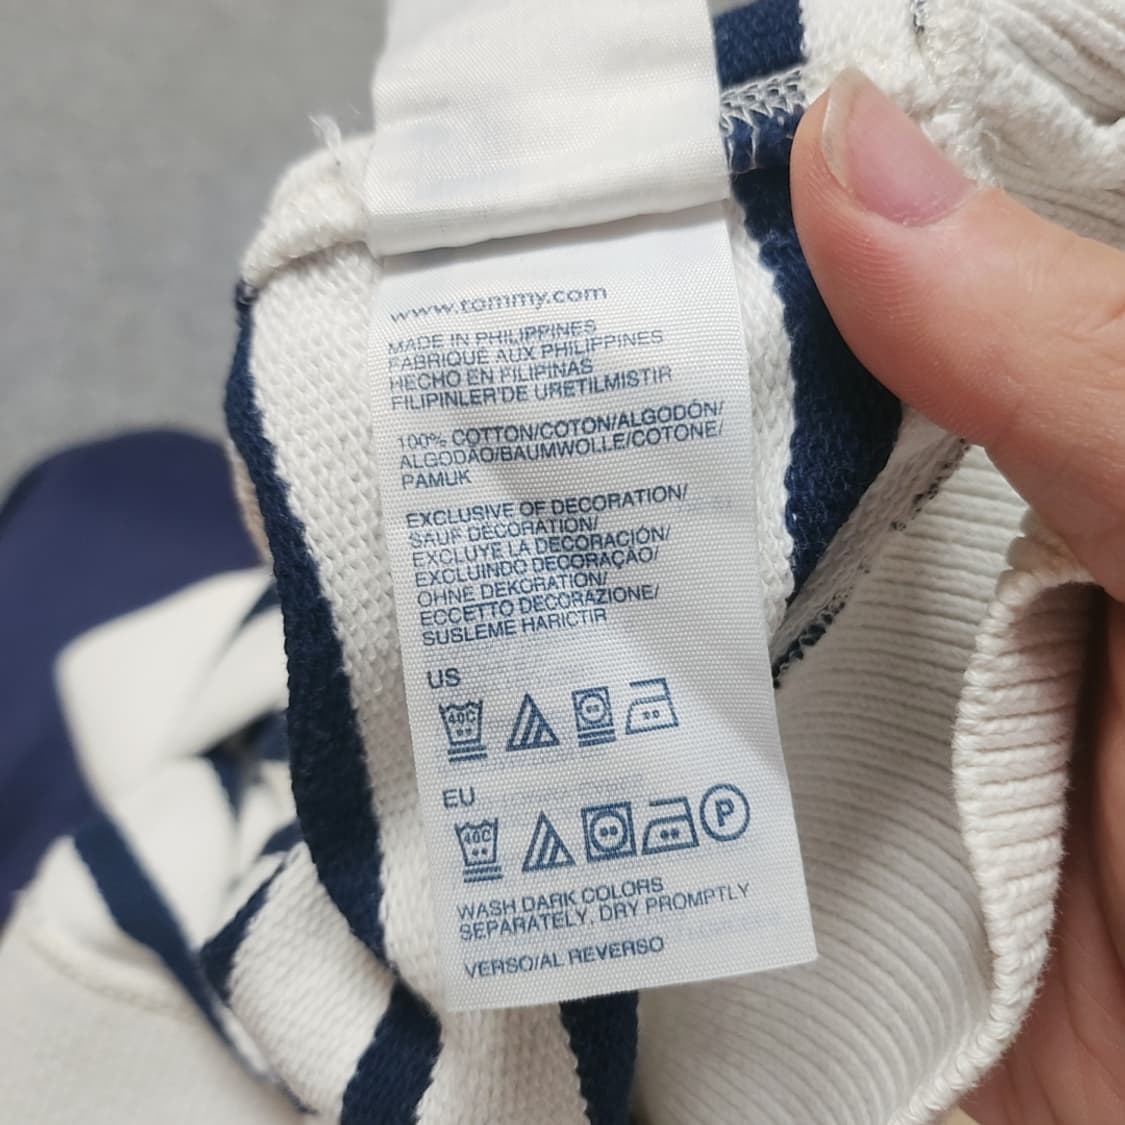 www.tommy.com
MADE IN PHILIPPINES
FABRIQUÉ AUX PHILIPPINES
HECHO EN FILIPINAS
FILIPINLER'DE URETILMISTIR
100% COTTON/COTON/ALGODÓN/
ALGODÃO/BAUMWOLLE/COTONE/
PAMUK
EXCLUSIVE OF DECORATION/
SAUF DÉCORATION/
EXCLUYE LA DECORACIÓN/
EXCLUINDO DECORAÇÃO/
OHNE DEKORATION/
ECCETTO DECORAZIONE/
SUSLEME HARICTIR
US
40C
EU
40C P
WASH DARK COLORS
SEPARATELY, DRY PROMPTLY
VERSO/AL REVERSO